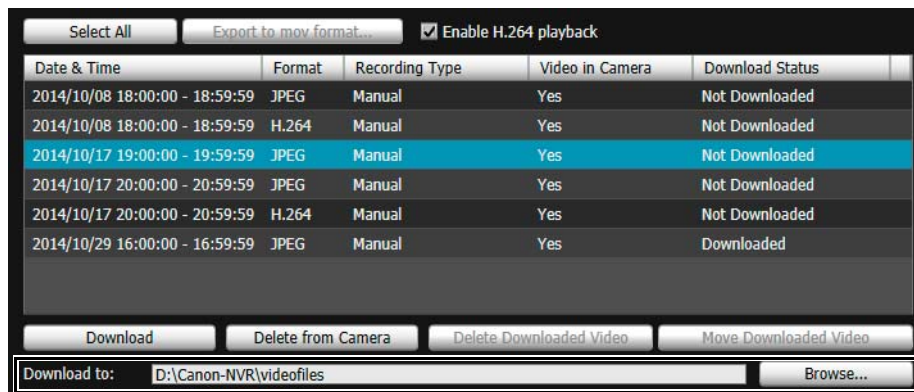 Select All Export to mov format... Enable H.264 playback
Date & Time Format Recording Type Video in Camera Download Status
2014/10/08 18:00:00 - 18:59:59 JPEG Manual Yes Not Downloaded
2014/10/08 18:00:00 - 18:59:59 H.264 Manual Yes Not Downloaded
2014/10/17 19:00:00 - 19:59:59 JPEG Manual Yes Not Downloaded
2014/10/17 20:00:00 - 20:59:59 JPEG Manual Yes Not Downloaded
2014/10/17 20:00:00 - 20:59:59 H.264 Manual Yes Not Downloaded
2014/10/29 16:00:00 - 16:59:59 JPEG Manual Yes Downloaded
Download Delete from Camera Delete Downloaded Video Move Downloaded Video
Download to: D:\Canon-NVR\videofiles Browse...